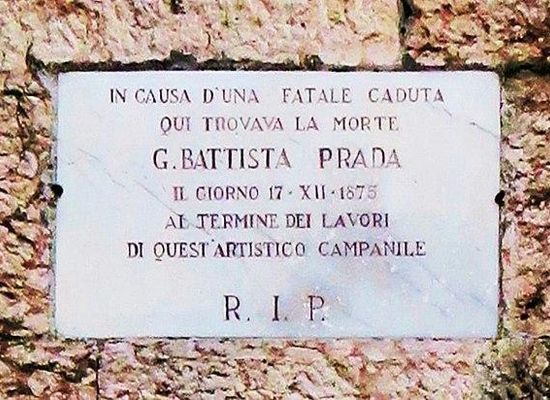 IN CAUSA D'UNA FATALE CADUTA
QUI TROVAVA LA MORTE
G. BATTISTA PRADA
IL GIORNO 17 · XII · 1875
AL TERMINE DEI LAVORI
DI QUEST'ARTISTICO CAMPANILE
R. I. P.